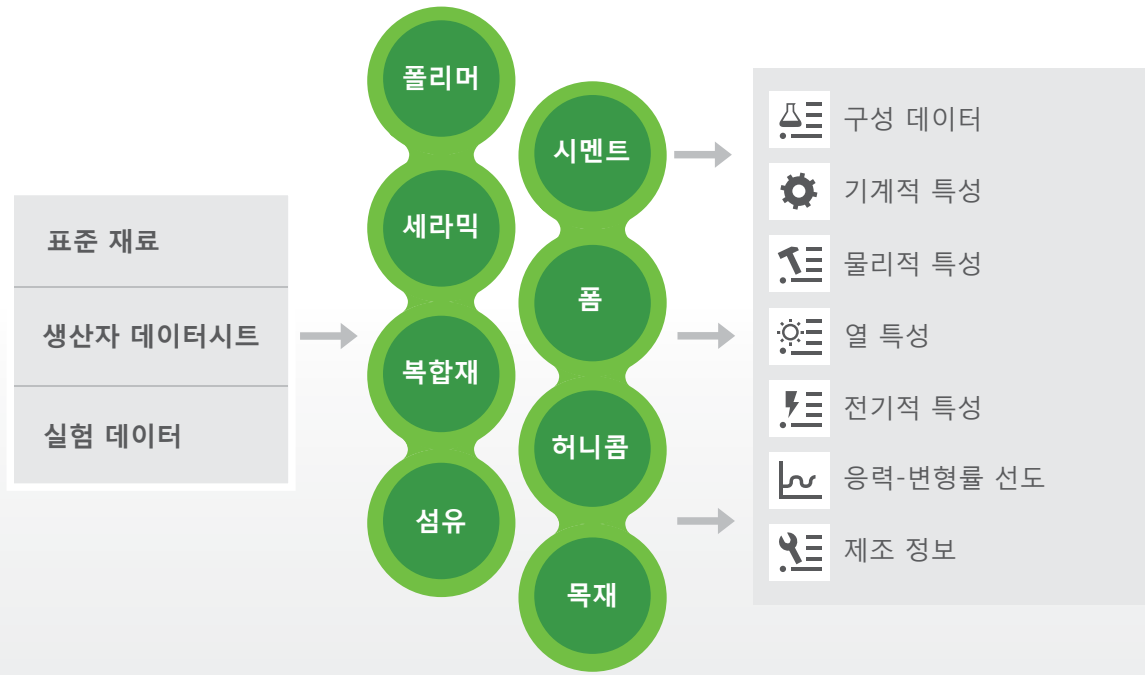 표준 재료
생산자 데이터시트
실험 데이터
폴리머
세라믹
복합재
섬유
시멘트
폼
허니콤
목재
구성 데이터
기계적 특성
물리적 특성
열 특성
전기적 특성
응력-변형률 선도
제조 정보